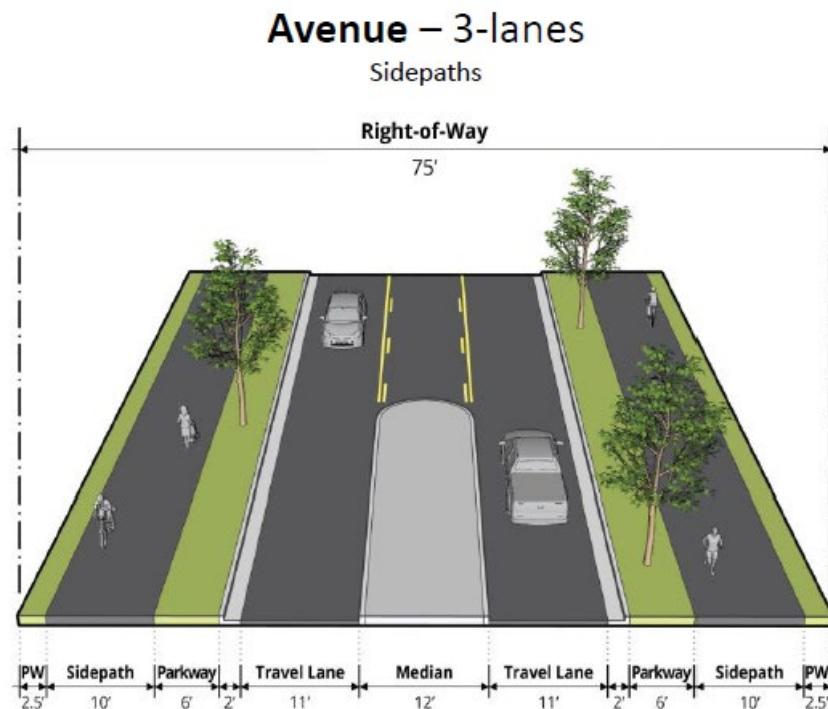 Avenue – 3-lanes
Sidepaths
Right-of-Way
75'
PW Sidepath Parkway Travel Lane Median Travel Lane Parkway Sidepath PW
2.5' 10' 6' 2' 11' 12' 11' 2' 6' 10' 2.5'